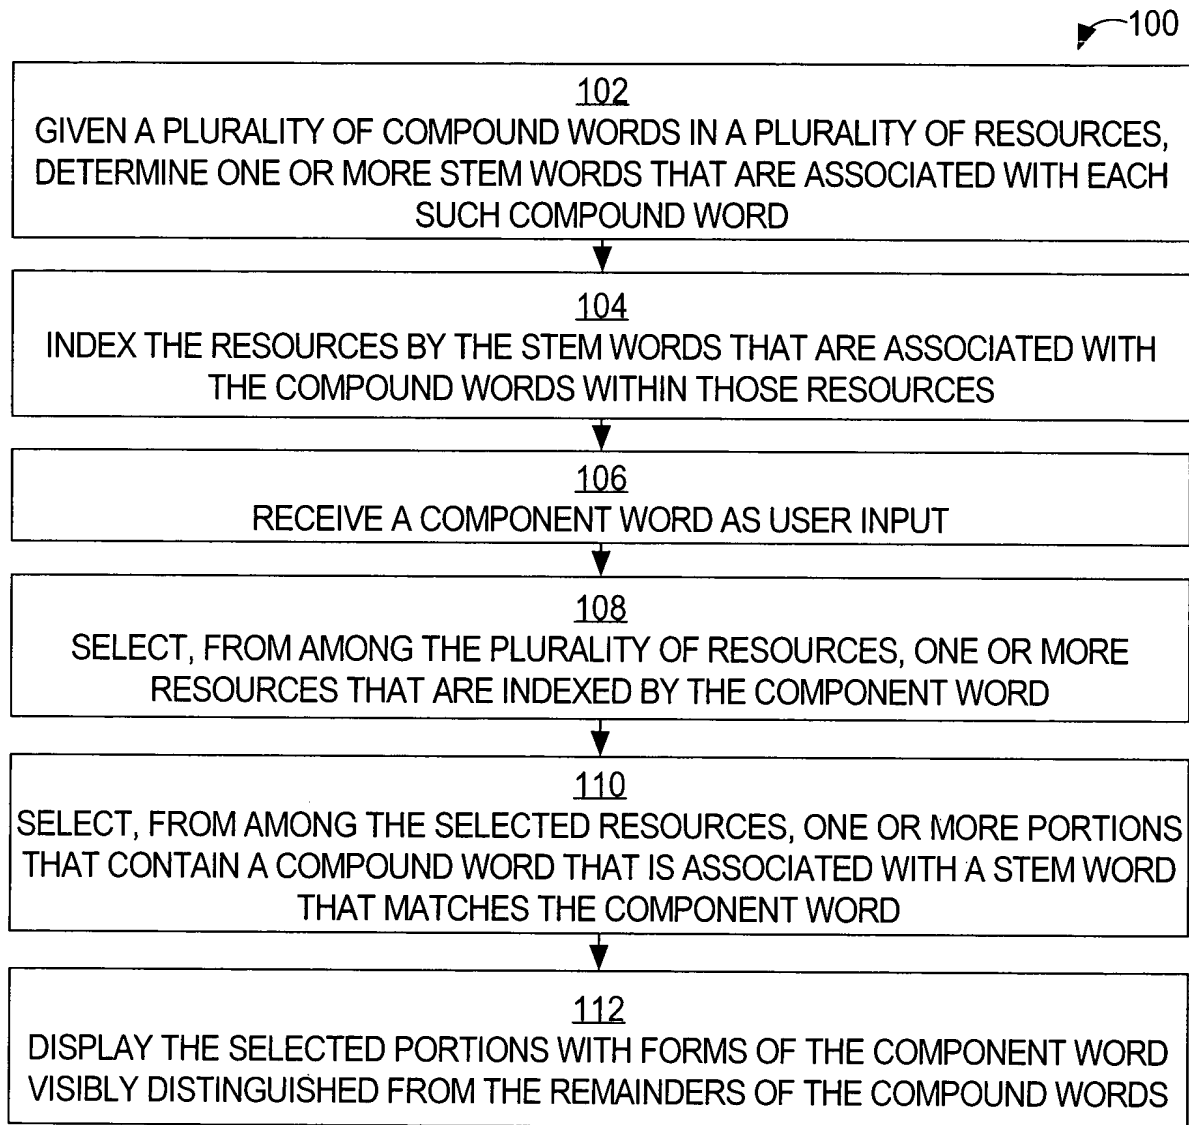 100
102
GIVEN A PLURALITY OF COMPOUND WORDS IN A PLURALITY OF RESOURCES,
DETERMINE ONE OR MORE STEM WORDS THAT ARE ASSOCIATED WITH EACH
SUCH COMPOUND WORD
104
INDEX THE RESOURCES BY THE STEM WORDS THAT ARE ASSOCIATED WITH
THE COMPOUND WORDS WITHIN THOSE RESOURCES
106
RECEIVE A COMPONENT WORD AS USER INPUT
108
SELECT, FROM AMONG THE PLURALITY OF RESOURCES, ONE OR MORE
RESOURCES THAT ARE INDEXED BY THE COMPONENT WORD
110
SELECT, FROM AMONG THE SELECTED RESOURCES, ONE OR MORE PORTIONS
THAT CONTAIN A COMPOUND WORD THAT IS ASSOCIATED WITH A STEM WORD
THAT MATCHES THE COMPONENT WORD
112
DISPLAY THE SELECTED PORTIONS WITH FORMS OF THE COMPONENT WORD
VISIBLY DISTINGUISHED FROM THE REMAINDERS OF THE COMPOUND WORDS